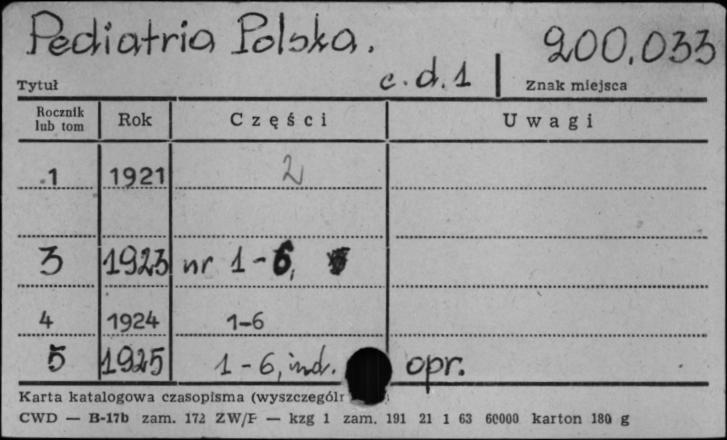 Pediatria Polska. 200.033
Tytuł c.d.1 Znak miejsca
Rocznik lub tom Rok Części Uwagi
1 1921 2
3 1923 nr 1-6,
4 1924 1-6
5 1925 1-6, ind. opr.
Karta katalogowa czasopisma (wyszczególn
CWD — B-17b zam. 172 ZW/P — kzg 1 zam. 191 21 1 63 60000 karton 180 g